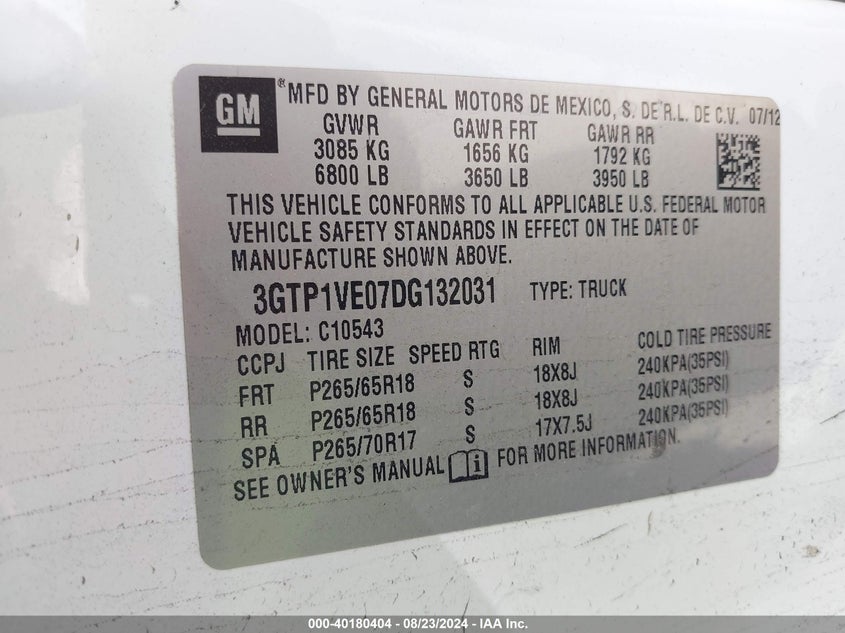 GM ® MFD BY GENERAL MOTORS DE MEXICO, S. DE R.L. DE C.V. 07/12
GVWR GAWR FRT GAWR RR
3085 KG 1656 KG 1792 KG
6800 LB 3650 LB 3950 LB
THIS VEHICLE CONFORMS TO ALL APPLICABLE U.S. FEDERAL MOTOR
VEHICLE SAFETY STANDARDS IN EFFECT ON THE DATE OF
MANUFACTURE SHOWN ABOVE.
3GTP1VE07DG132031 TYPE: TRUCK
MODEL: C10543
CCPJ TIRE SIZE SPEED RTG RIM COLD TIRE PRESSURE
FRT P265/65R18 S 18X8J 240KPA(35PSI)
RR P265/65R18 S 18X8J 240KPA(35PSI)
SPA P265/70R17 S 17X7.5J 240KPA(35PSI)
SEE OWNER'S MANUAL i FOR MORE INFORMATION.
000-40180404 - 08/23/2024 - IAA Inc.